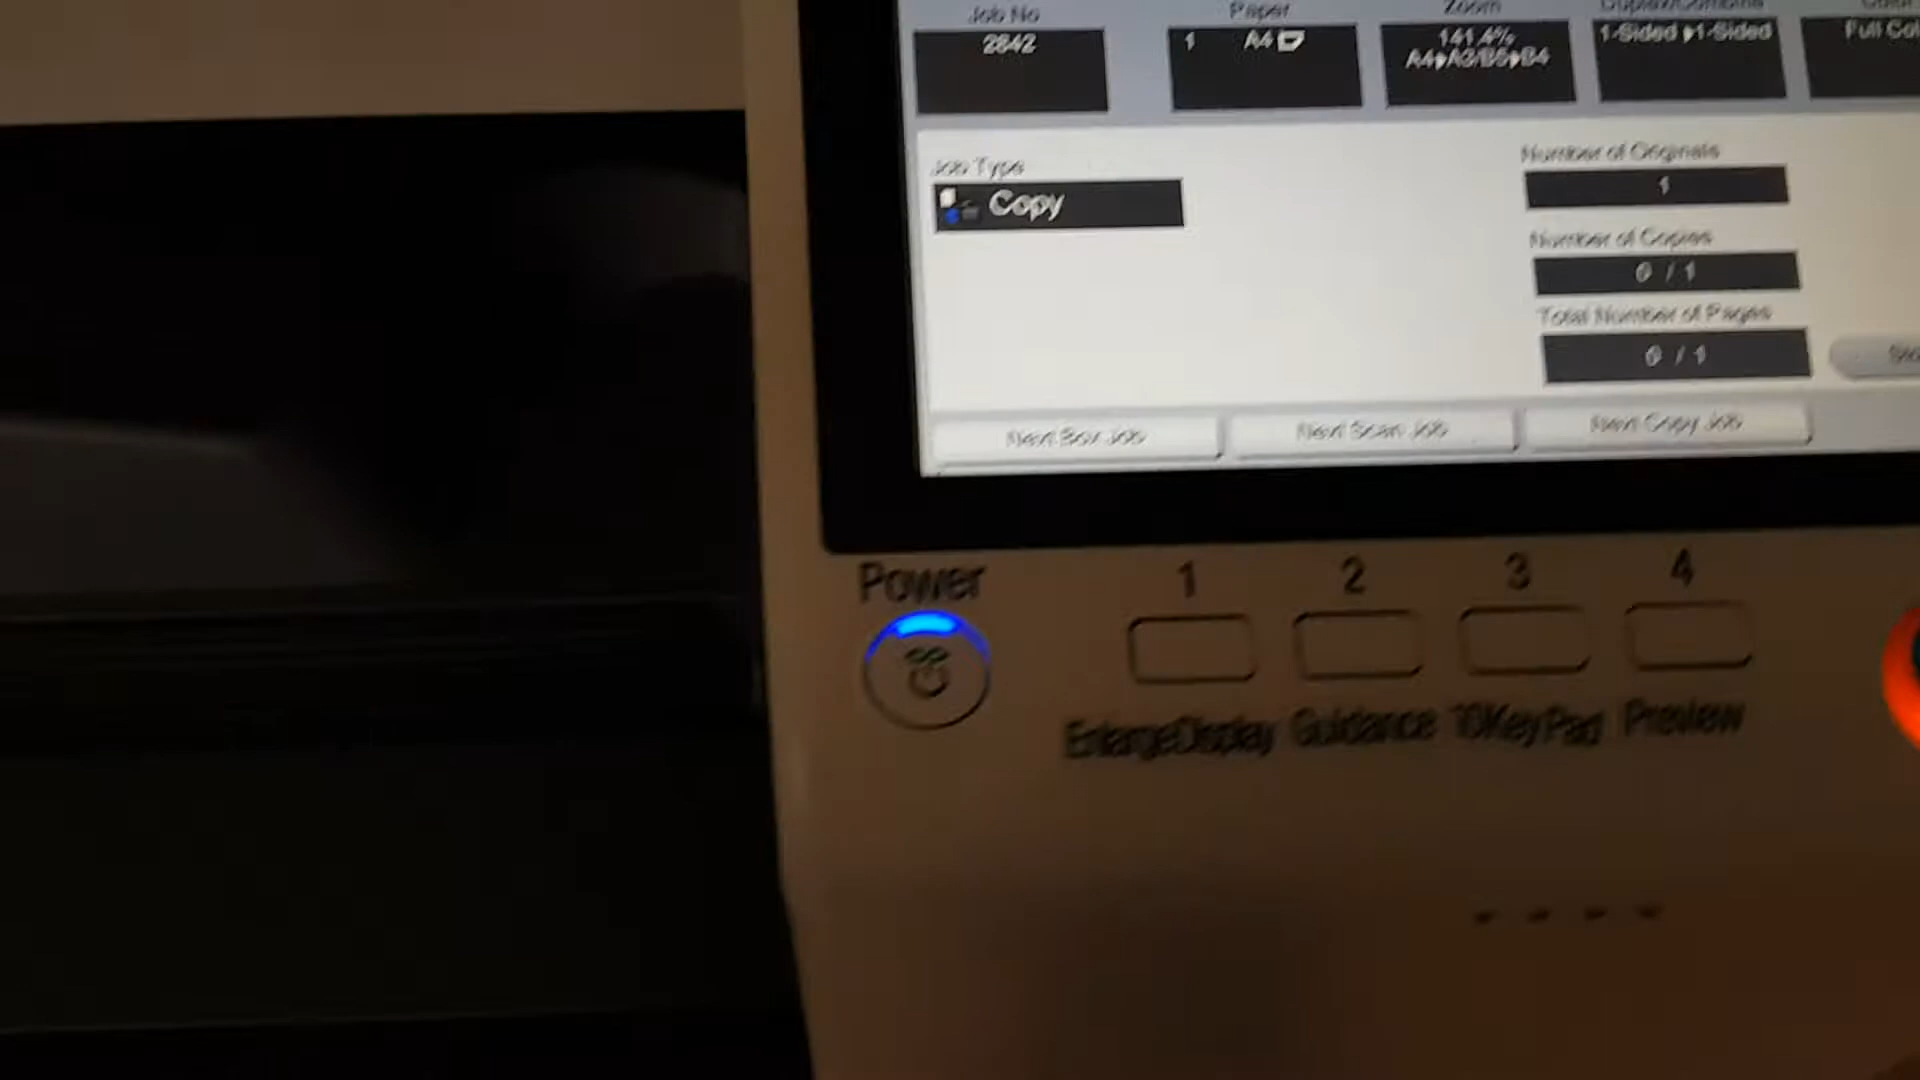 Job No
Paper
Zoom
Duplex/Combine
2842
1 A4
141.4%
A4▶A3/B5▶B4
1-Sided ▶1-Sided
Full Col
Job Type
Copy
Number of Originals
1
Number of Copies
0 / 1
Total Number of Pages
0 / 1
Next Box Job
Next Scan Job
Next Copy Job
Power
1
2
3
4
EnlargeDisplay
Guidance
10KeyPad
Preview